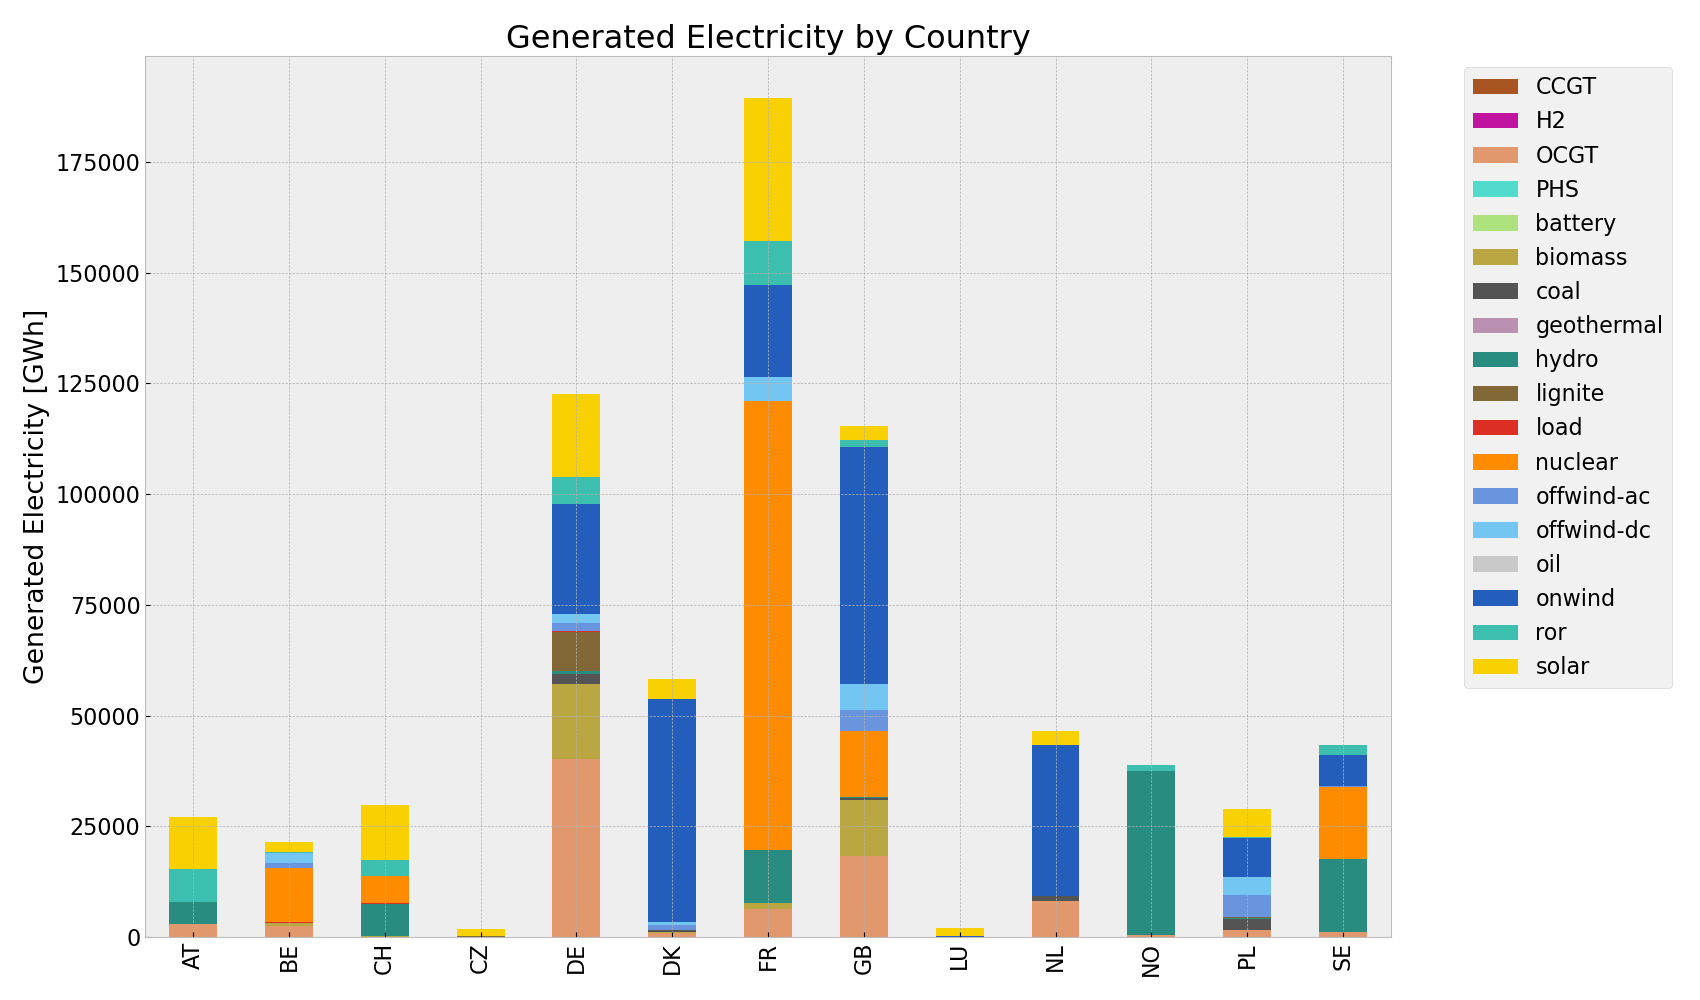 Generated Electricity by Country
Generated Electricity [GWh]
175000
150000
125000
100000
75000
50000
25000
0
AT
BE
CH
CZ
DE
DK
FR
GB
LU
NL
NO
PL
SE
CCGT
H2
OCGT
PHS
battery
biomass
coal
geothermal
hydro
lignite
load
nuclear
offwind-ac
offwind-dc
oil
onwind
ror
solar